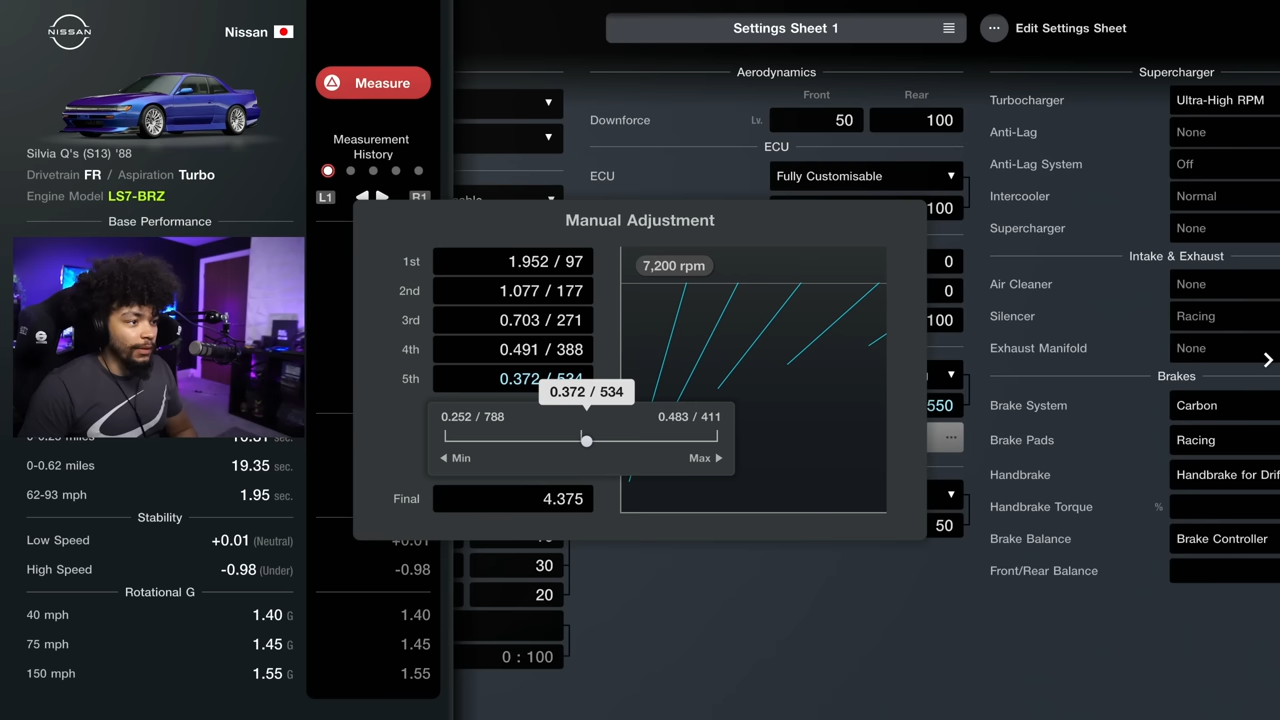 NISSAN
Nissan
Silvia Q's (S13) '88
Drivetrain FR / Aspiration Turbo
Engine Model LS7-BRZ
Base Performance
0-0.62 miles 19.35 sec.
62-93 mph 1.95 sec.
Stability
Low Speed +0.01 (Neutral)
High Speed -0.98 (Under)
Rotational G
40 mph 1.40 G
75 mph 1.45 G
150 mph 1.55 G
Measure
Measurement
History
L1 R1
-0.98
1.40
1.45
1.55
Settings Sheet 1
Edit Settings Sheet
Aerodynamics
Front Rear
Downforce Lv. 50 100
ECU
ECU Fully Customisable
100
0
0
100
550
50
30
20
0 : 100
Manual Adjustment
1st 1.952 / 97
2nd 1.077 / 177
3rd 0.703 / 271
4th 0.491 / 388
5th 0.372 / 534
0.372 / 534
0.252 / 788 0.483 / 411
Min Max
Final 4.375
7,200 rpm
Supercharger
Turbocharger Ultra-High RPM
Anti-Lag None
Anti-Lag System Off
Intercooler Normal
Supercharger None
Intake & Exhaust
Air Cleaner None
Silencer Racing
Exhaust Manifold None
Brakes
Brake System Carbon
Brake Pads Racing
Handbrake Handbrake for Drif
Handbrake Torque %
Brake Balance Brake Controller
Front/Rear Balance